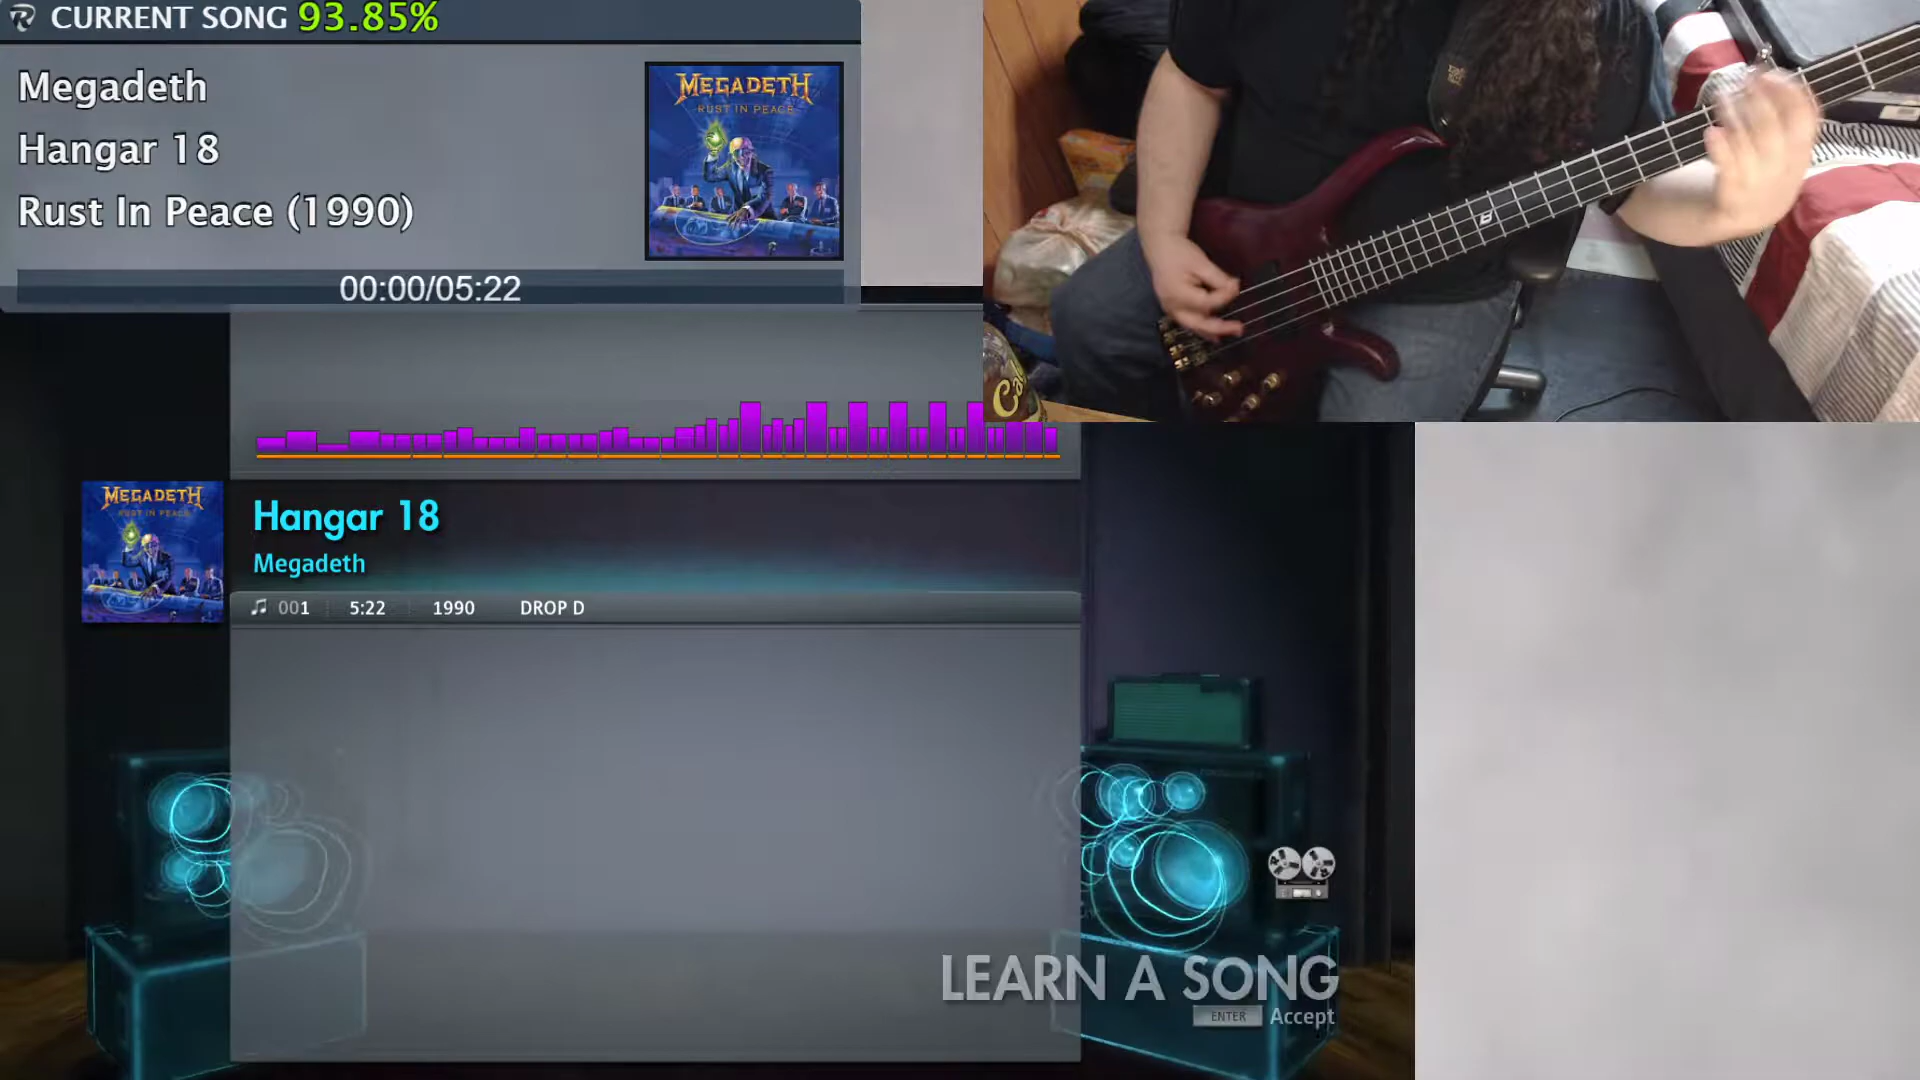 CURRENT SONG 93.85%
Megadeth
Hangar 18
Rust In Peace (1990)
MEGADETH
RUST IN PEACE
00:00/05:22
MEGADETH
RUST IN PEACE
Hangar 18
Megadeth
001 5:22 1990 DROP D
LEARN A SONG
ENTER Accept